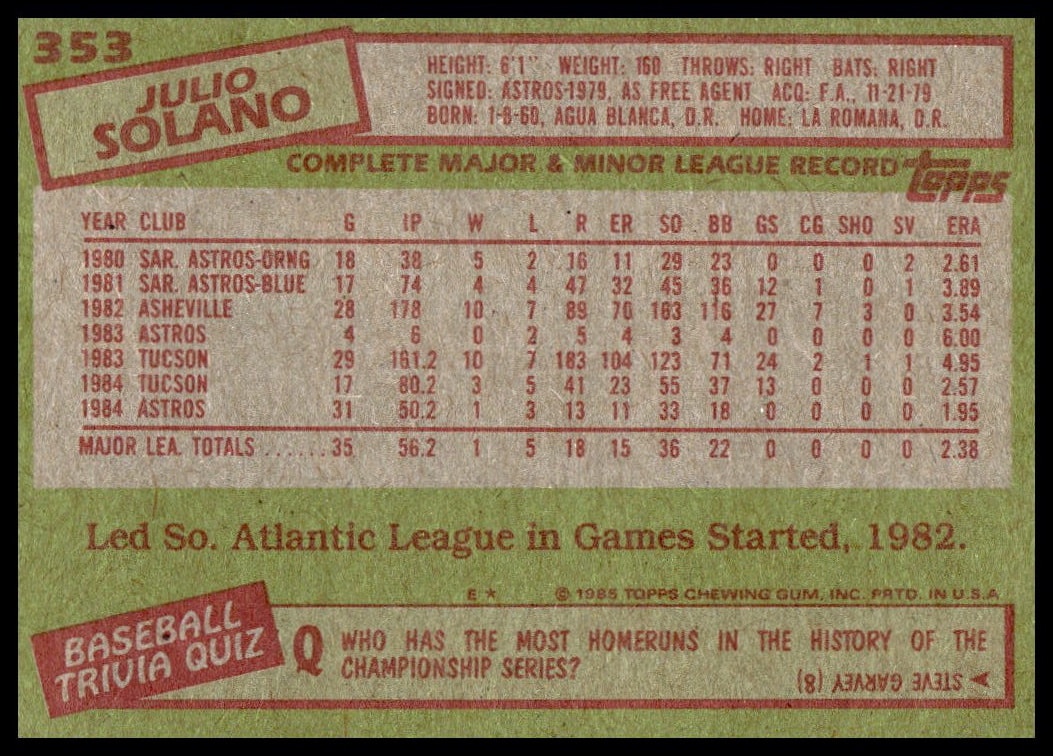 353
JULIO
SOLANO
HEIGHT: 6'1" WEIGHT: 160 THROWS: RIGHT BATS: RIGHT
SIGNED: ASTROS-1979, AS FREE AGENT ACQ: F.A., 11-21-79
BORN: 1-8-60, AGUA BLANCA, D.R. HOME: LA ROMANA, D.R.
COMPLETE MAJOR & MINOR LEAGUE RECORD topps
YEAR CLUB G IP W L R ER SO BB GS CG SHO SV ERA
1980 SAR. ASTROS-ORNG 18 38 5 2 16 11 29 23 0 0 0 2 2.61
1981 SAR. ASTROS-BLUE 17 74 4 4 47 32 45 36 12 1 0 1 3.89
1982 ASHEVILLE 28 178 10 7 89 70 163 116 27 7 3 0 3.54
1983 ASTROS 4 6 0 2 5 4 3 4 0 0 0 0 6.00
1983 TUCSON 29 161.2 10 7 183 104 123 71 24 2 1 1 4.95
1984 TUCSON 17 80.2 3 5 41 23 55 37 13 0 0 0 2.57
1984 ASTROS 31 50.2 1 3 13 11 33 18 0 0 0 0 1.95
MAJOR LEA. TOTALS ...... 35 56.2 1 5 18 15 36 22 0 0 0 0 2.38
Led So. Atlantic League in Games Started, 1982.
E * © 1985 TOPPS CHEWING GUM, INC. PRTD. IN U.S.A
BASEBALL
TRIVIA QUIZ
Q WHO HAS THE MOST HOMERUNS IN THE HISTORY OF THE
CHAMPIONSHIP SERIES?
A STEVE GARVEY (8)